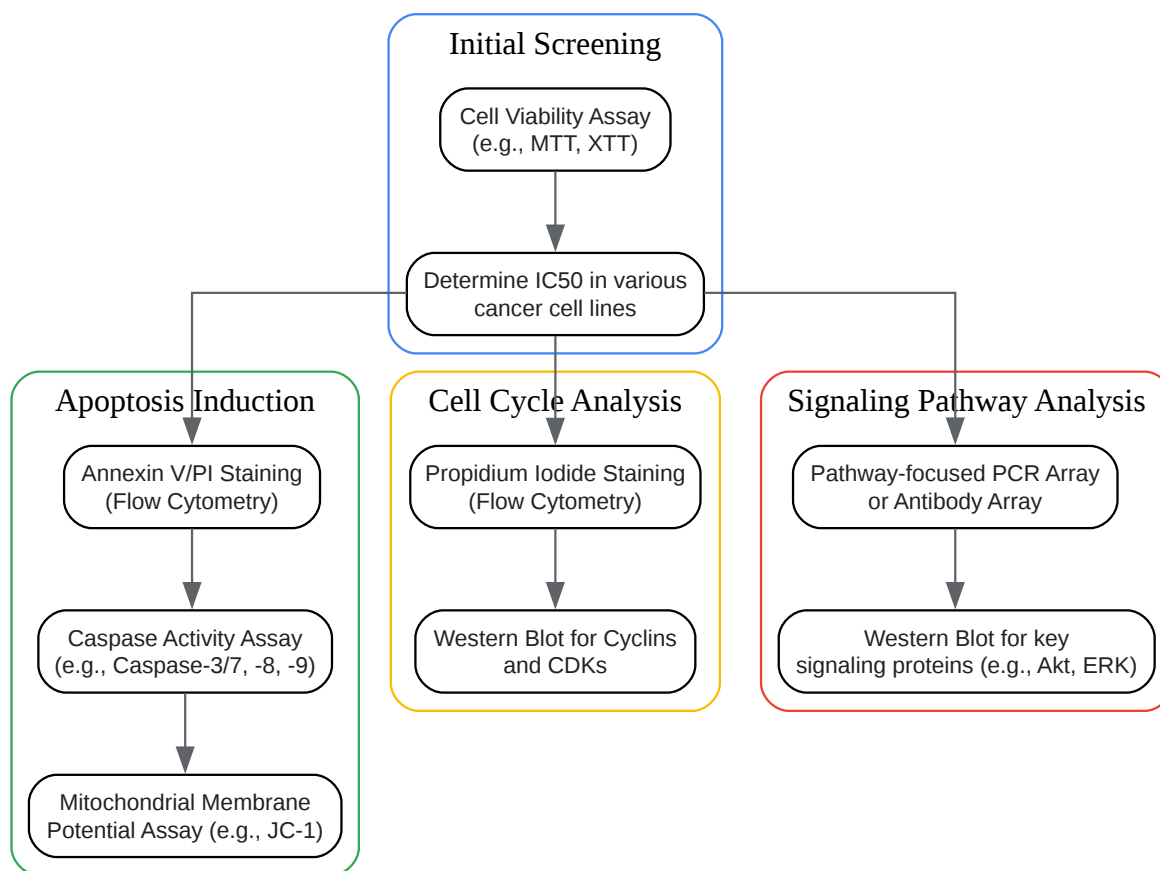 Initial Screening
Cell Viability Assay
(e.g., MTT, XTT)
Determine IC50 in various
cancer cell lines
Apoptosis Induction
Annexin V/PI Staining
(Flow Cytometry)
Caspase Activity Assay
(e.g., Caspase-3/7, -8, -9)
Mitochondrial Membrane
Potential Assay (e.g., JC-1)
Cell Cycle Analysis
Propidium Iodide Staining
(Flow Cytometry)
Western Blot for Cyclins
and CDKs
Signaling Pathway Analysis
Pathway-focused PCR Array
or Antibody Array
Western Blot for key
signaling proteins (e.g., Akt, ERK)